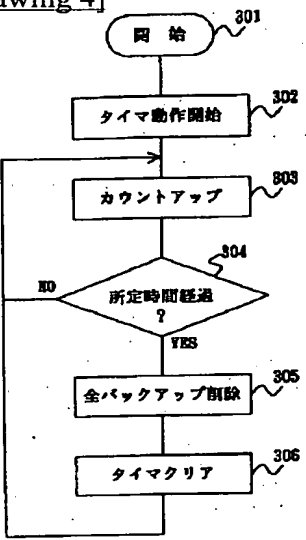 awing 4]
開始
301
タイマ動作開始
302
カウントアップ
303
所定時間経過
?
304
NO
YES
全バックアップ削除
305
タイマクリア
306